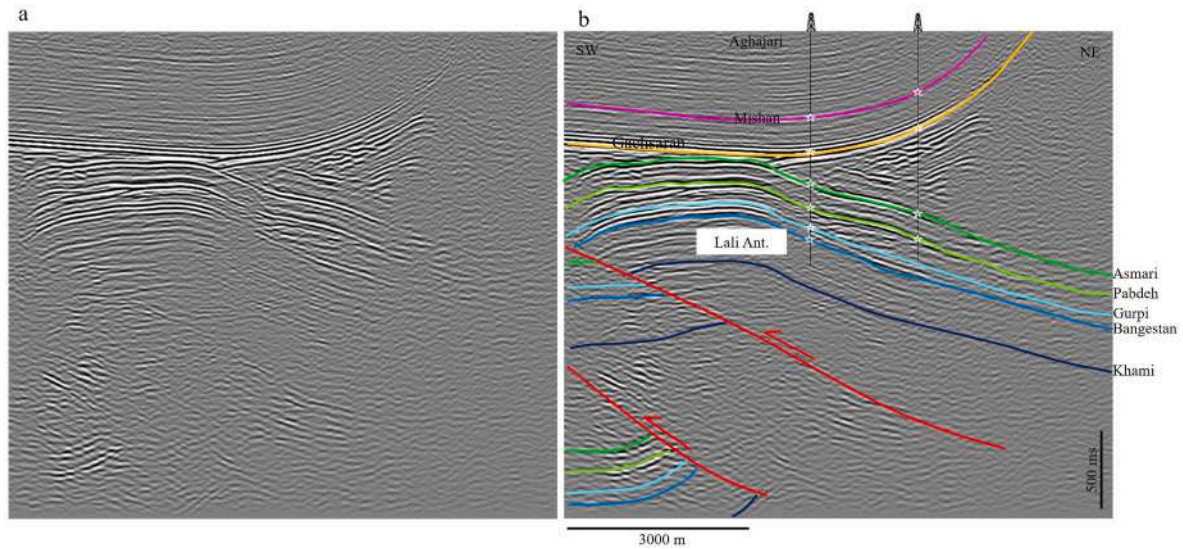 a
b
Aghajari
SW
NE
Mishan
Gachsaran
Lali Ant.
Asmari
Pabdeh
Gurpi
Bangestan
Khami
500 ms
3000 m